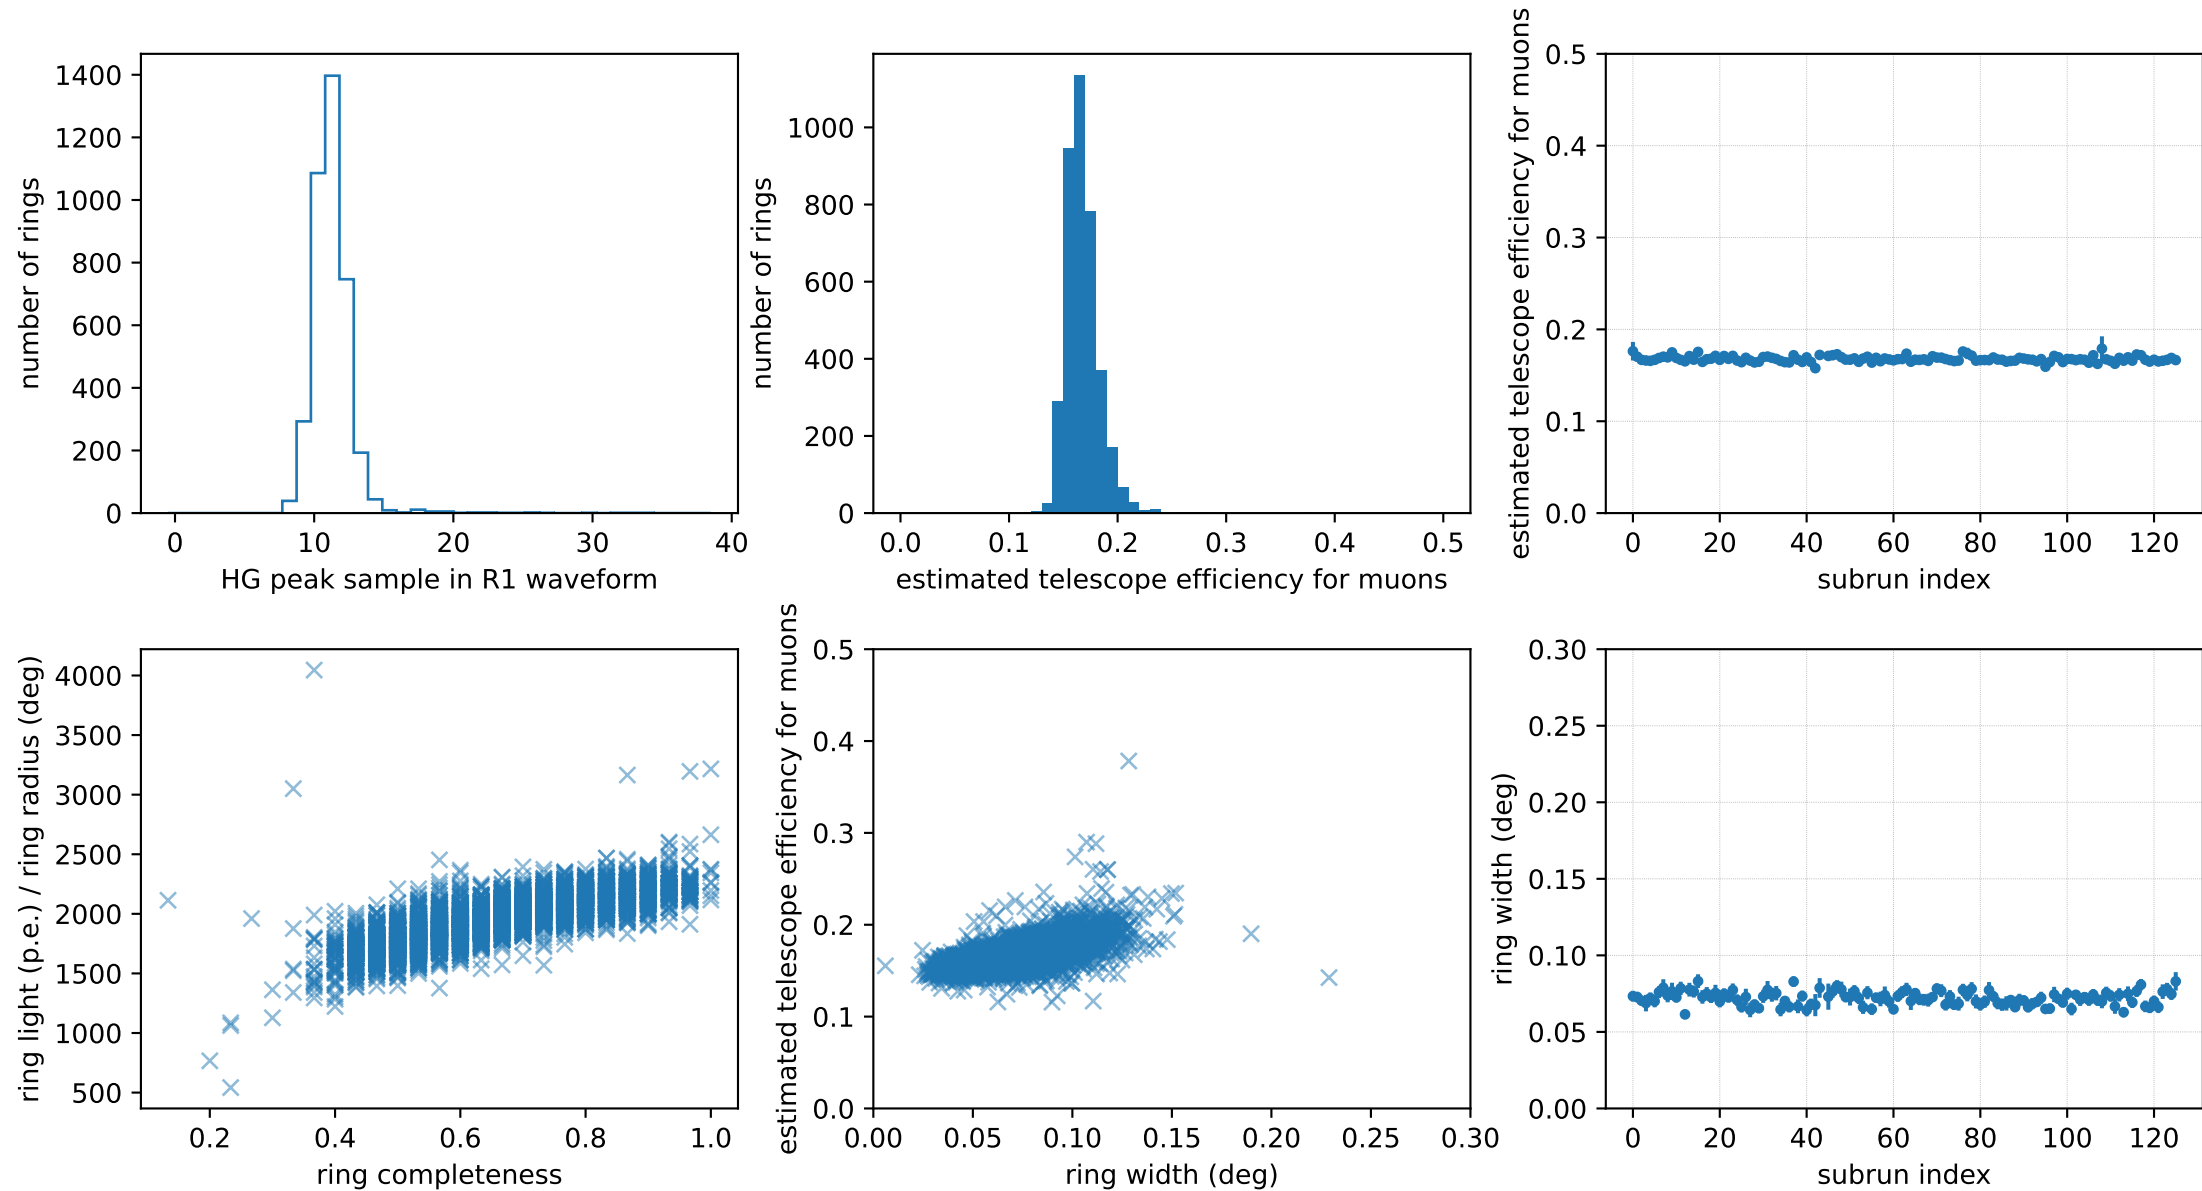 number of rings
1400
1200
1000
800
600
400
200
0
0 10 20 30 40
HG peak sample in R1 waveform
number of rings
1000
800
600
400
200
0
0.0 0.1 0.2 0.3 0.4 0.5
estimated telescope efficiency for muons
estimated telescope efficiency for muons
0.5
0.4
0.3
0.2
0.1
0.0
0 20 40 60 80 100 120
subrun index
ring light (p.e.) / ring radius (deg)
4000
3500
3000
2500
2000
1500
1000
500
0.2 0.4 0.6 0.8 1.0
ring completeness
estimated telescope efficiency for muons
0.5
0.4
0.3
0.2
0.1
0.0
0.00 0.05 0.10 0.15 0.20 0.25 0.30
ring width (deg)
ring width (deg)
0.30
0.25
0.20
0.15
0.10
0.05
0.00
0 20 40 60 80 100 120
subrun index